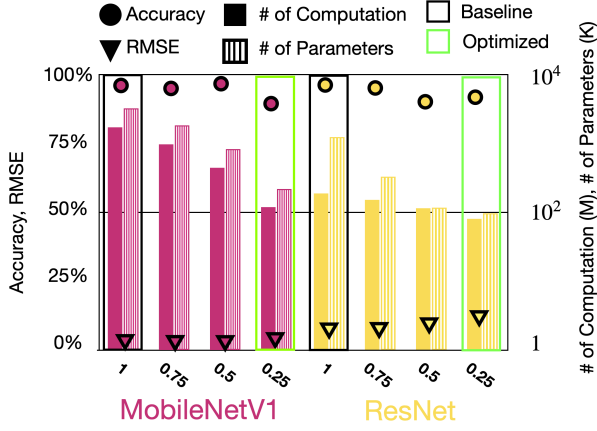 Accuracy # of Computation Baseline
RMSE # of Parameters Optimized
100% 10^4
75%
50% 10^2
25%
0% 1
Accuracy, RMSE
# of Computation (M), # of Parameters (K)
1 0.75 0.5 0.25 1 0.75 0.5 0.25
MobileNetV1 ResNet